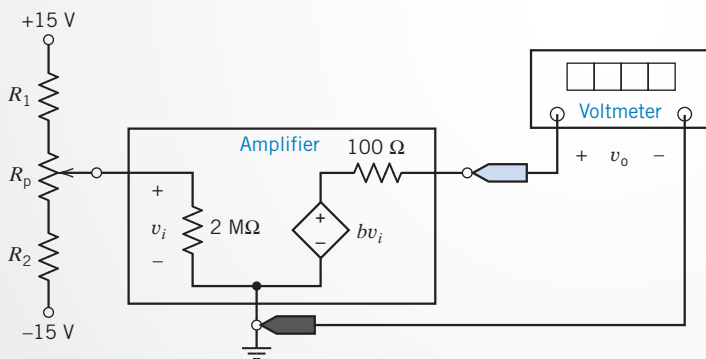 +15 V
R1
Rp
R2
–15 V
Amplifier
+
vi
–
2 MΩ
100 Ω
+
–
bvi
Voltmeter
+ vo –